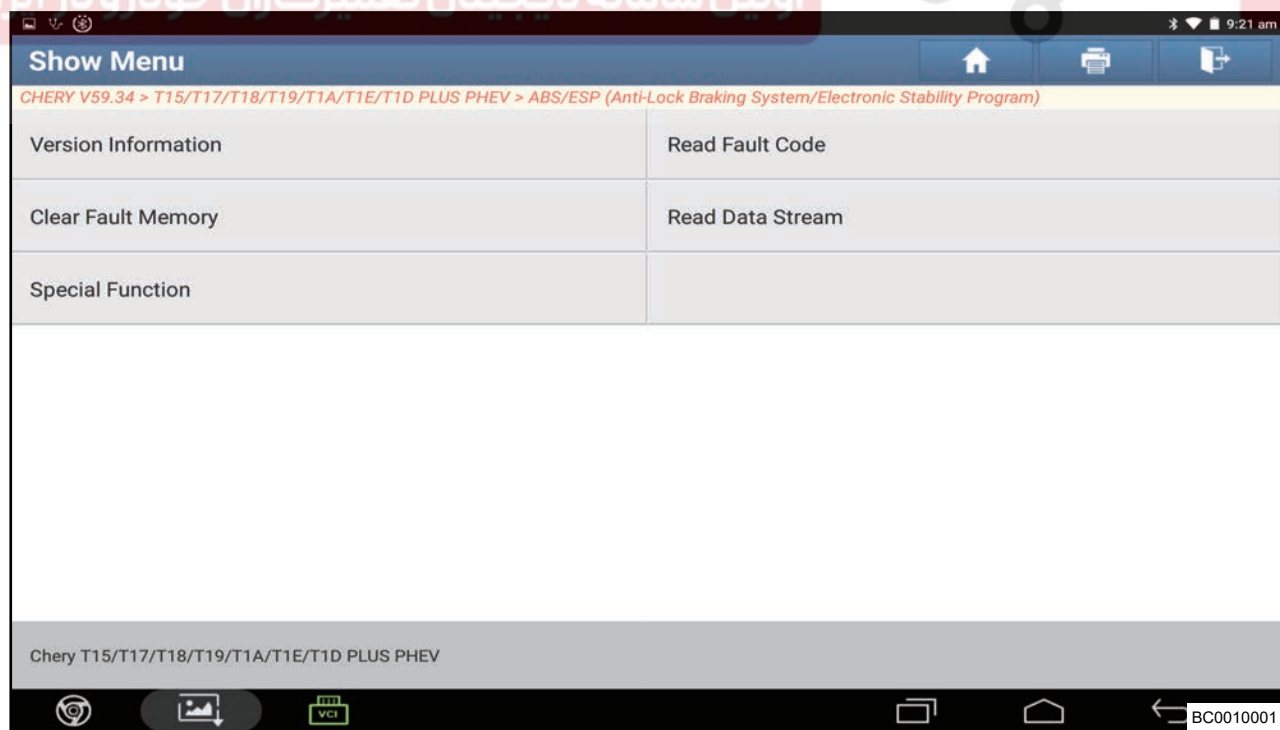 9:21 am
Show Menu
CHERY V59.34 > T15/T17/T18/T19/T1A/T1E/T1D PLUS PHEV > ABS/ESP (Anti-Lock Braking System/Electronic Stability Program)
Version Information
Read Fault Code
Clear Fault Memory
Read Data Stream
Special Function
Chery T15/T17/T18/T19/T1A/T1E/T1D PLUS PHEV
VCI
BC0010001